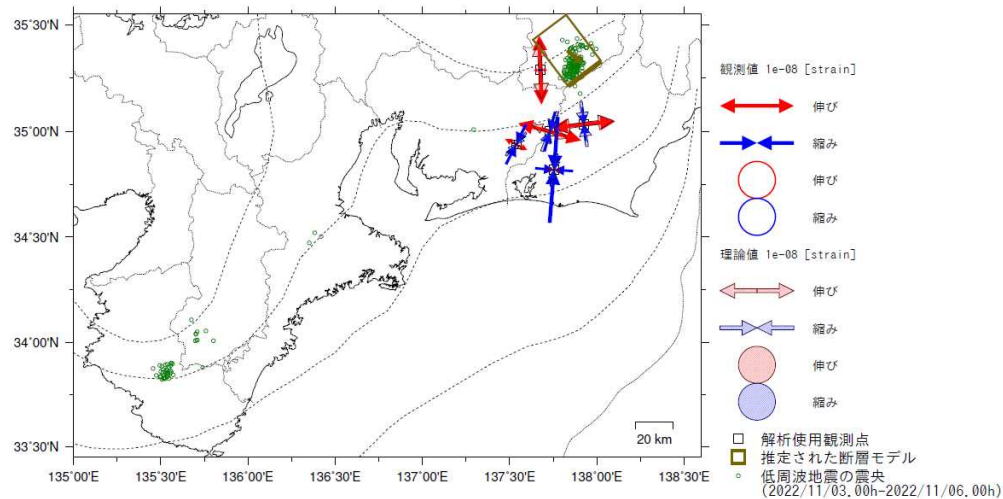 35°30'N
35°00'
34°30'
34°00'
33°30'
135°00'E
135°30'
136°00'
136°30'
137°00'
137°30'
138°00'
138°30'
20 km
観測値 1e-08 [strain]
伸び
縮み
伸び
縮み
理論値 1e-08 [strain]
伸び
縮み
伸び
縮み
解析使用観測点
推定された断層モデル
低周波地震の震央
(2022/11/03.00h-2022/11/06.00h)